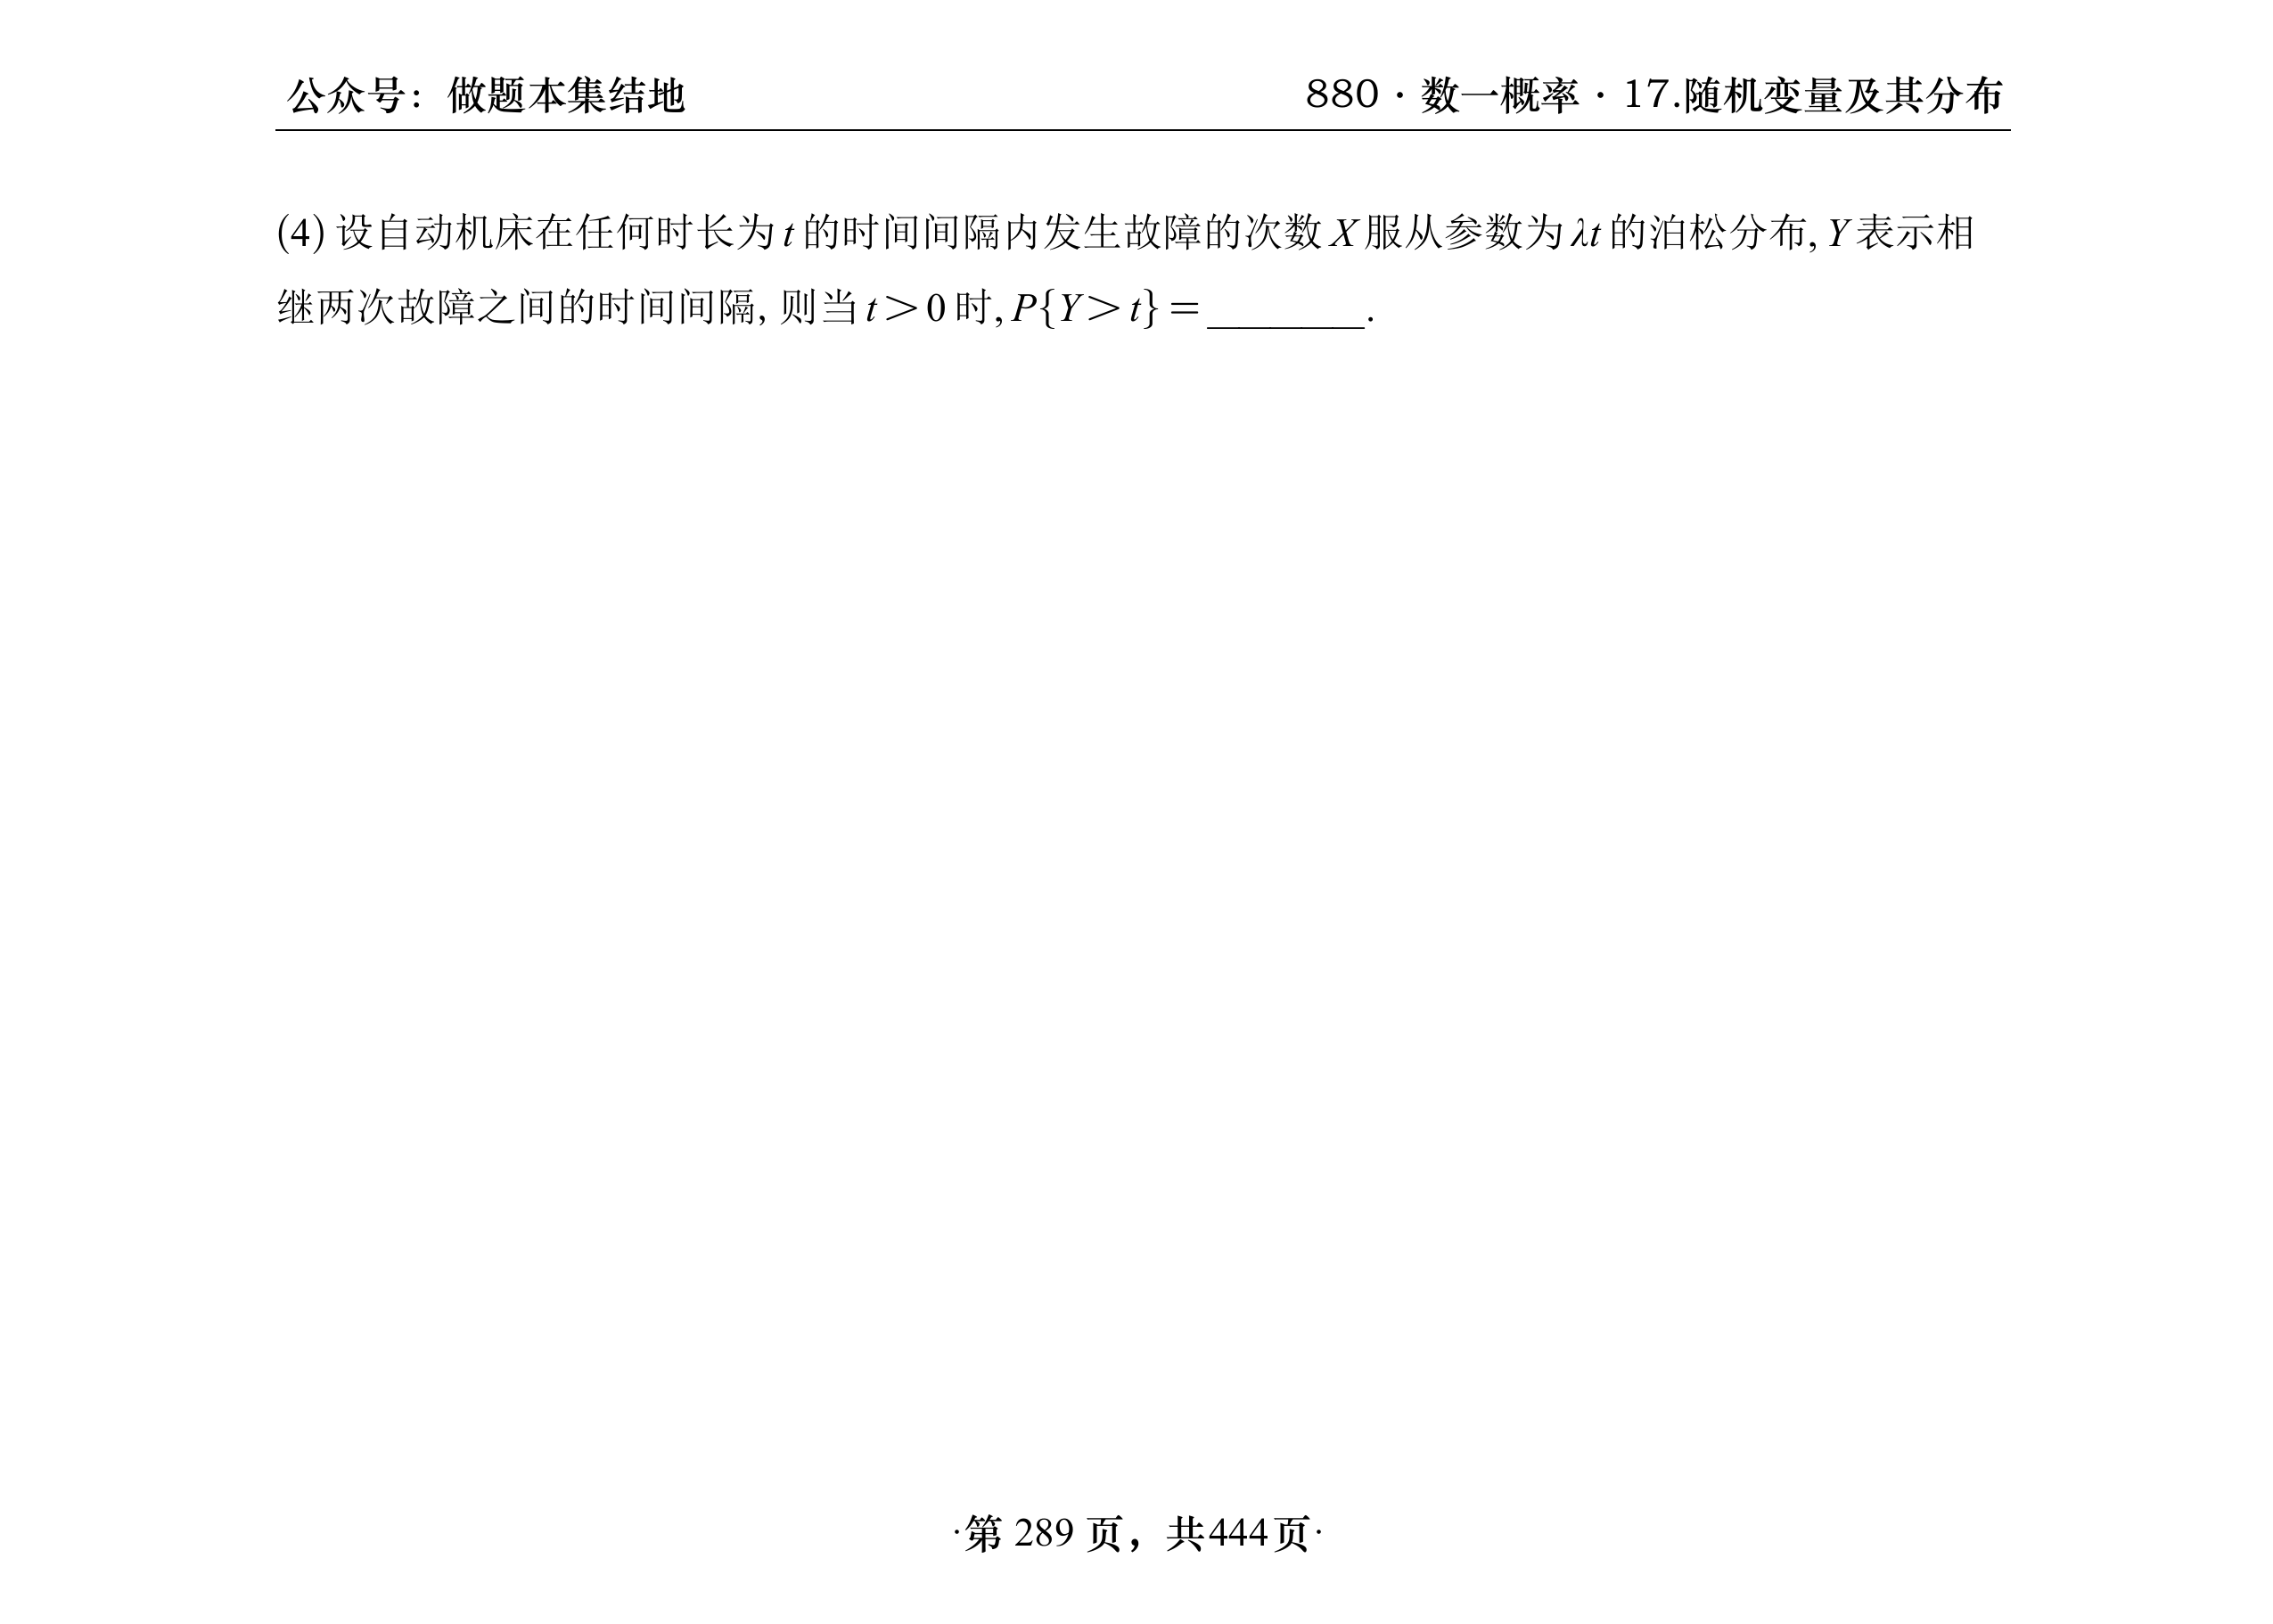 公众号：做题本集结地
880・数一概率・17.随机变量及其分布
(4) 设自动机床在任何时长为 t 的时间间隔内发生故障的次数 X 服从参数为 λt 的泊松分布, Y 表示相
继两次故障之间的时间间隔, 则当 t>0 时, P{Y>t}=________.
·第 289 页，共444页·